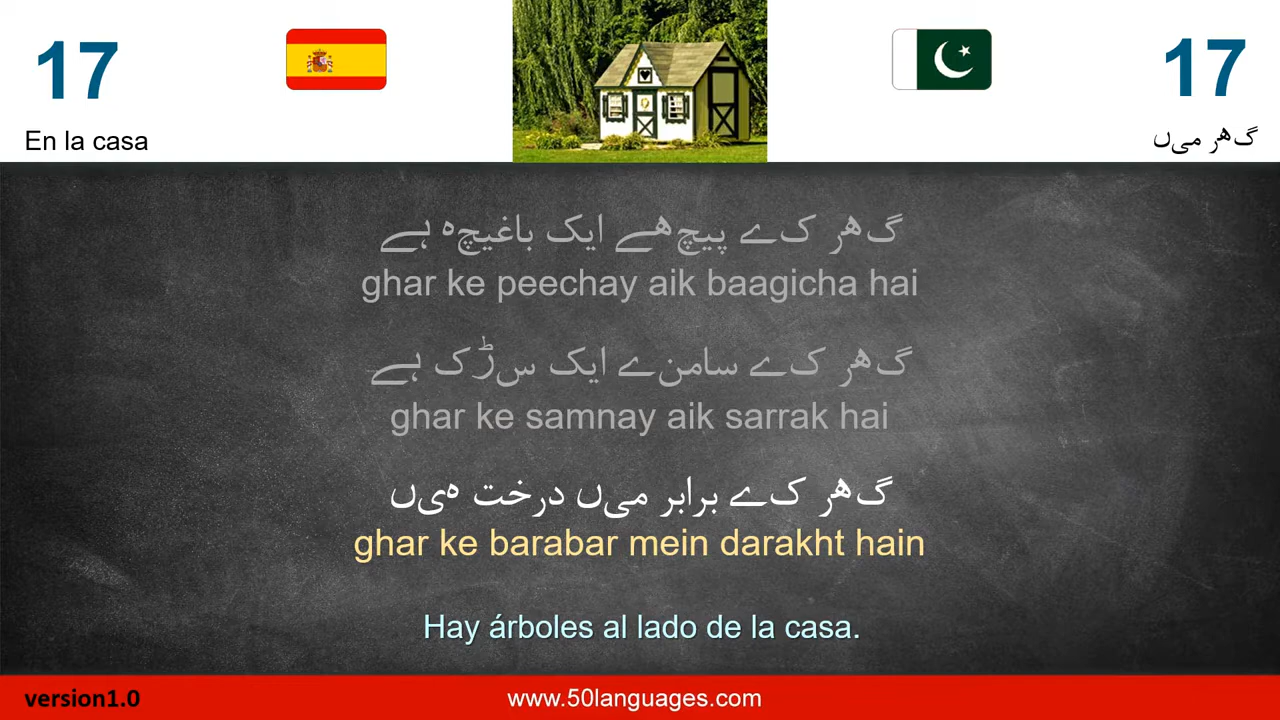 17
17
En la casa
گھر میں
گھر کے پیچھے ایک باغیچہ ہے
ghar ke peechay aik baagicha hai
گھر کے سامنے ایک سڑک ہے
ghar ke samnay aik sarrak hai
گھر کے برابر میں درخت ہیں
ghar ke barabar mein darakht hain
Hay árboles al lado de la casa.
version1.0
www.50languages.com